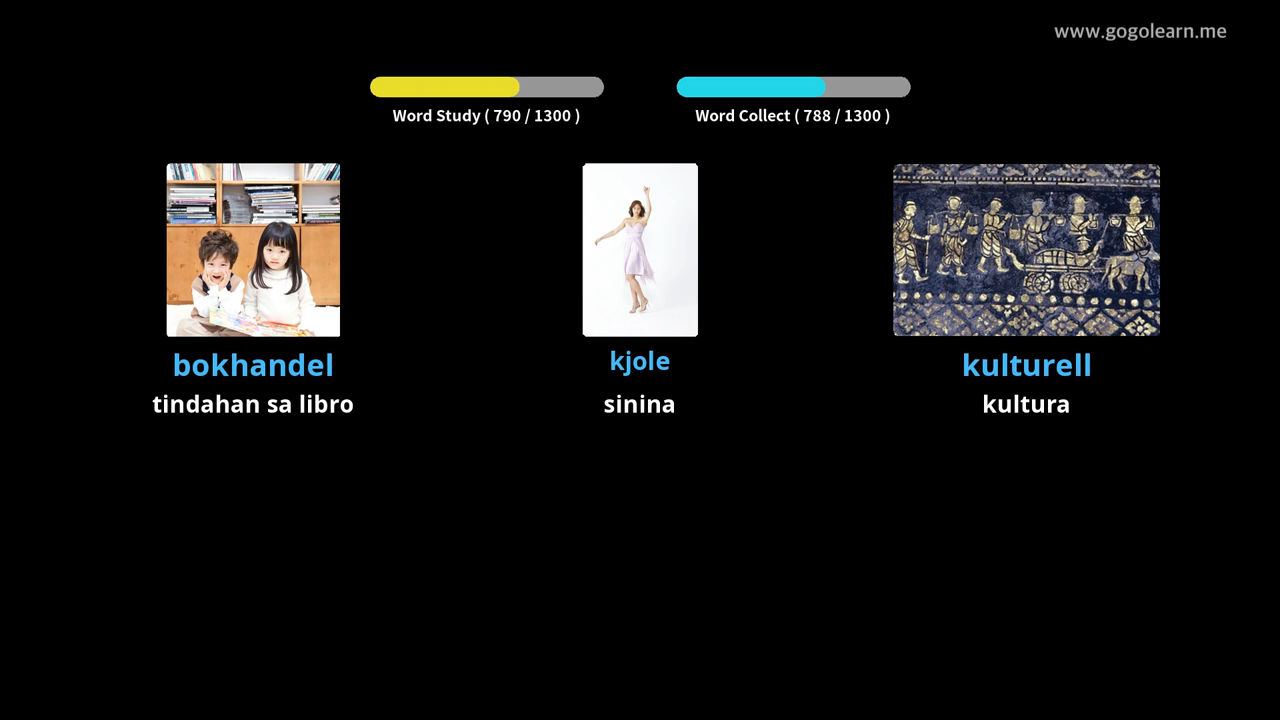 www.gogolearn.me
Word Study ( 790 / 1300 )
Word Collect ( 788 / 1300 )
bokhandel
kjole
kulturell
tindahan sa libro
sinina
kultura